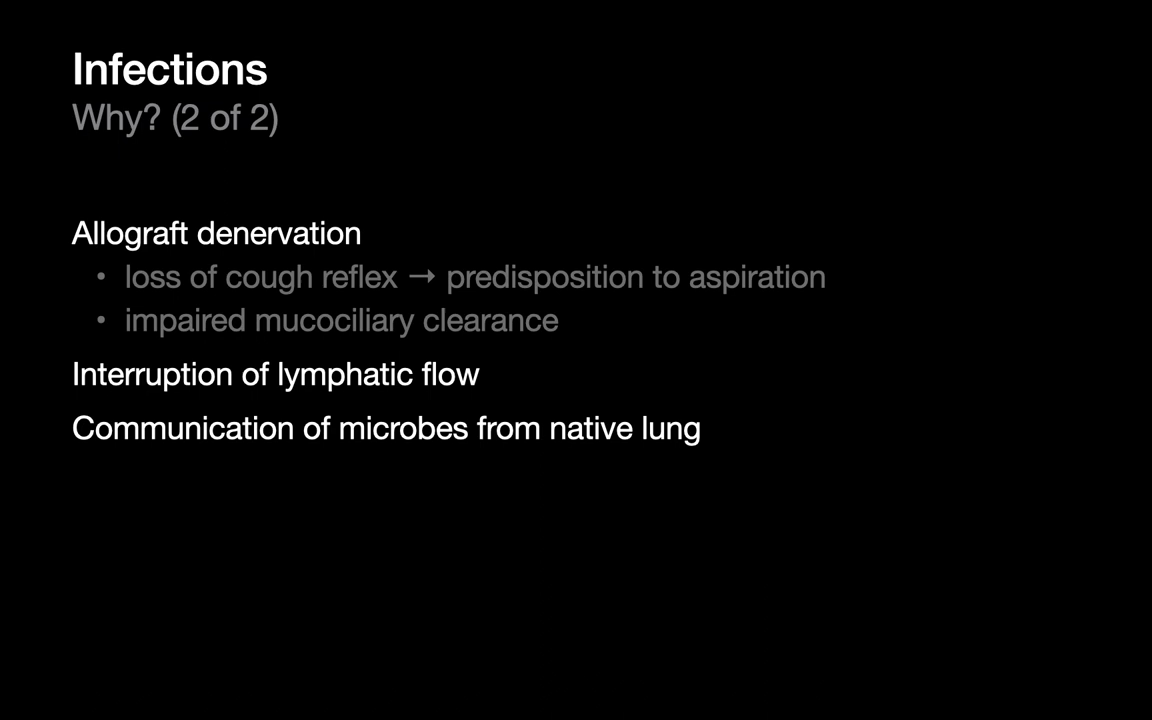 Infections
Why? (2 of 2)
Allograft denervation
• loss of cough reflex → predisposition to aspiration
• impaired mucociliary clearance
Interruption of lymphatic flow
Communication of microbes from native lung